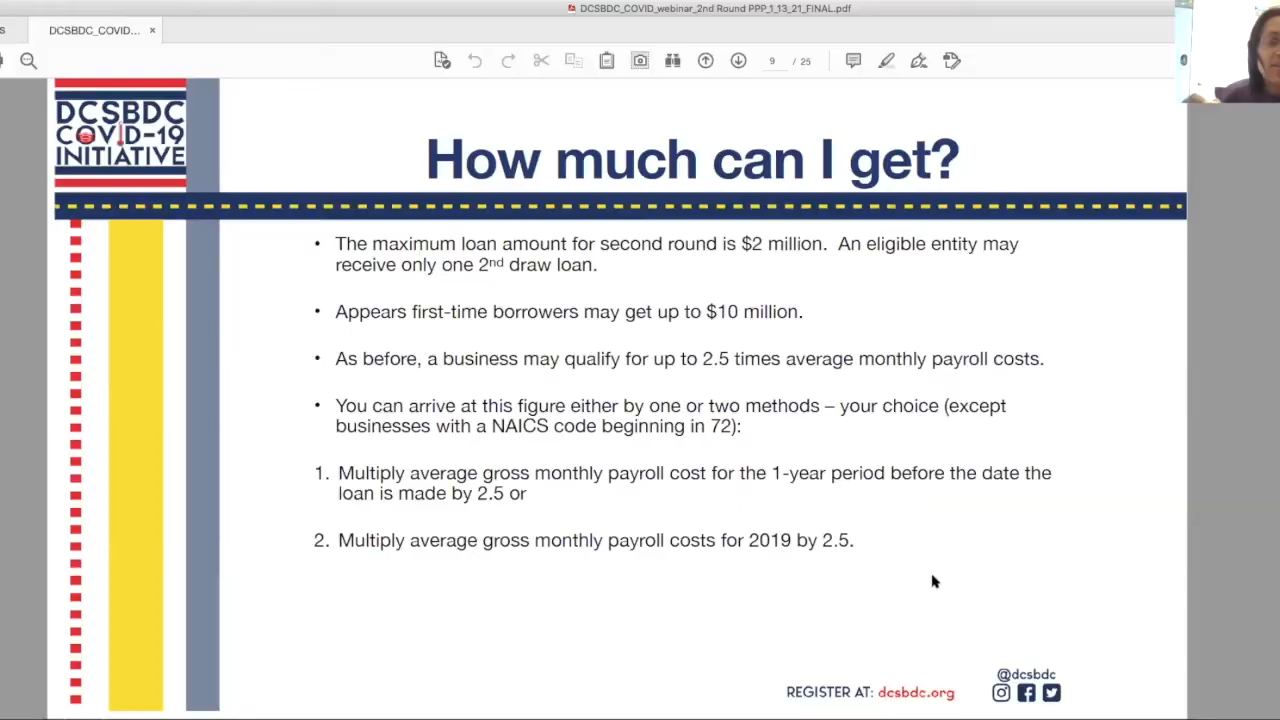 DCSBDC_COVID_webinar_2nd Round PPP_1_13_21_FINAL.pdf
DCSBDC_COVID... ×
9 / 25
DCSBDC
COVID-19
INITIATIVE
How much can I get?
• The maximum loan amount for second round is $2 million. An eligible entity may
receive only one 2nd draw loan.
• Appears first-time borrowers may get up to $10 million.
• As before, a business may qualify for up to 2.5 times average monthly payroll costs.
• You can arrive at this figure either by one or two methods – your choice (except
businesses with a NAICS code beginning in 72):
1. Multiply average gross monthly payroll cost for the 1-year period before the date the
loan is made by 2.5 or
2. Multiply average gross monthly payroll costs for 2019 by 2.5.
@dcsbdc
REGISTER AT: dcsbdc.org